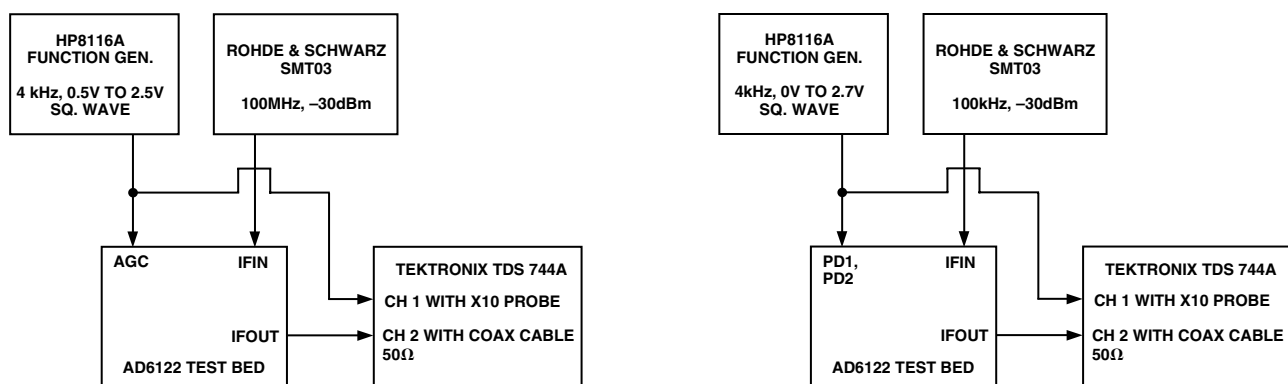 HP8116A
FUNCTION GEN.
4 kHz, 0.5V TO 2.5V
SQ. WAVE
ROHDE & SCHWARZ
SMT03
100MHz, –30dBm
AGC
IFIN
IFOUT
AD6122 TEST BED
TEKTRONIX TDS 744A
CH 1 WITH X10 PROBE
CH 2 WITH COAX CABLE
50Ω
HP8116A
FUNCTION GEN.
4kHz, 0V TO 2.7V
SQ. WAVE
ROHDE & SCHWARZ
SMT03
100kHz, –30dBm
PD1,
PD2
IFIN
IFOUT
AD6122 TEST BED
TEKTRONIX TDS 744A
CH 1 WITH X10 PROBE
CH 2 WITH COAX CABLE
50Ω